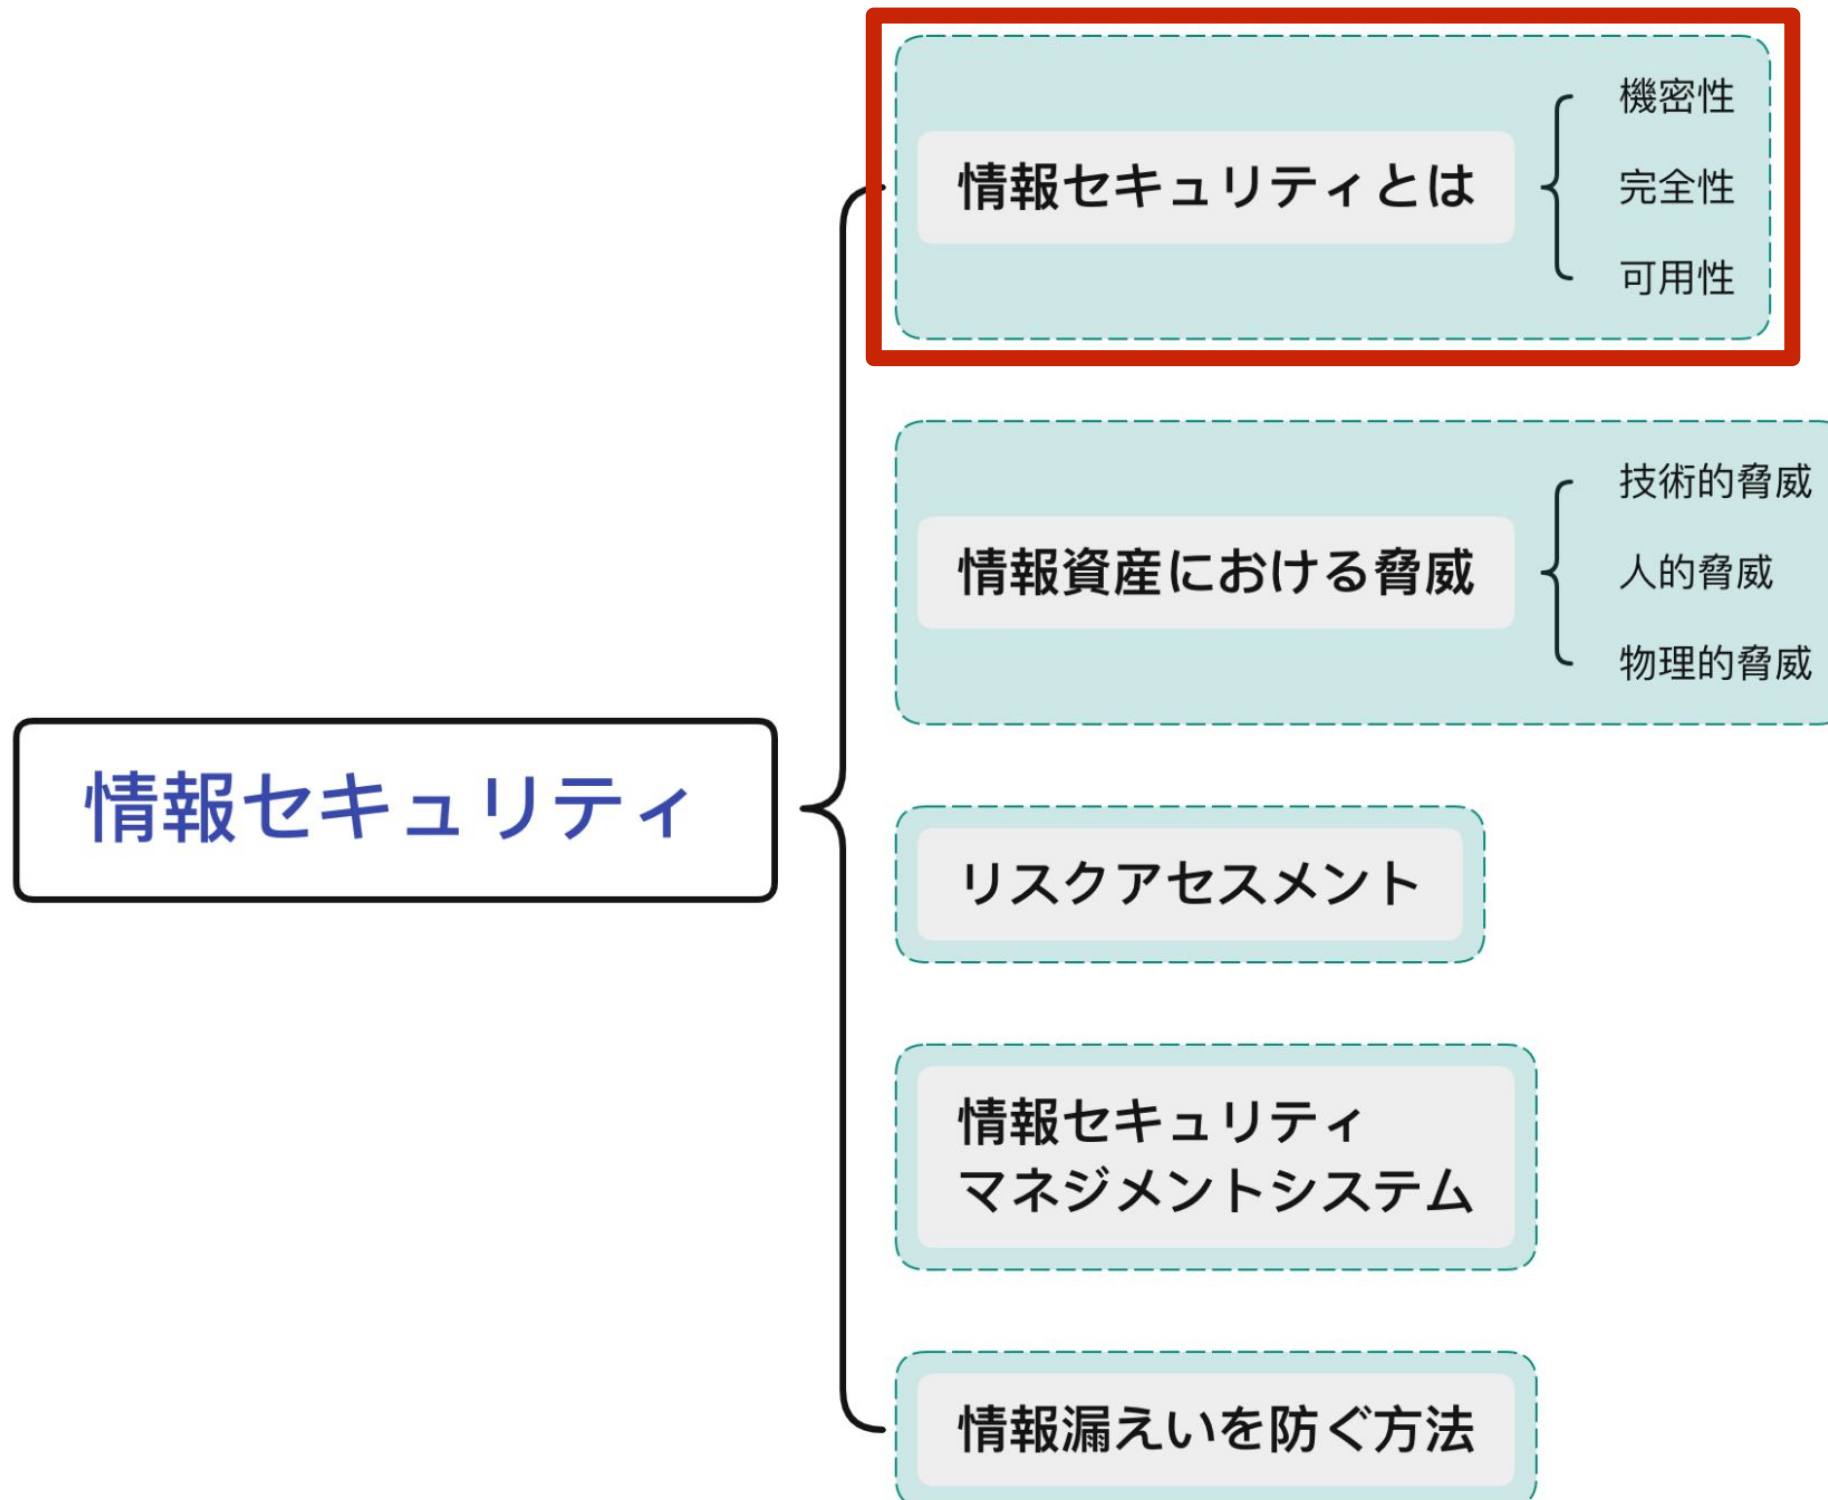 情報セキュリティ
情報セキュリティとは
機密性
完全性
可用性
情報資産における脅威
技術的脅威
人的脅威
物理的脅威
リスクアセスメント
情報セキュリティ
マネジメントシステム
情報漏えいを防ぐ方法